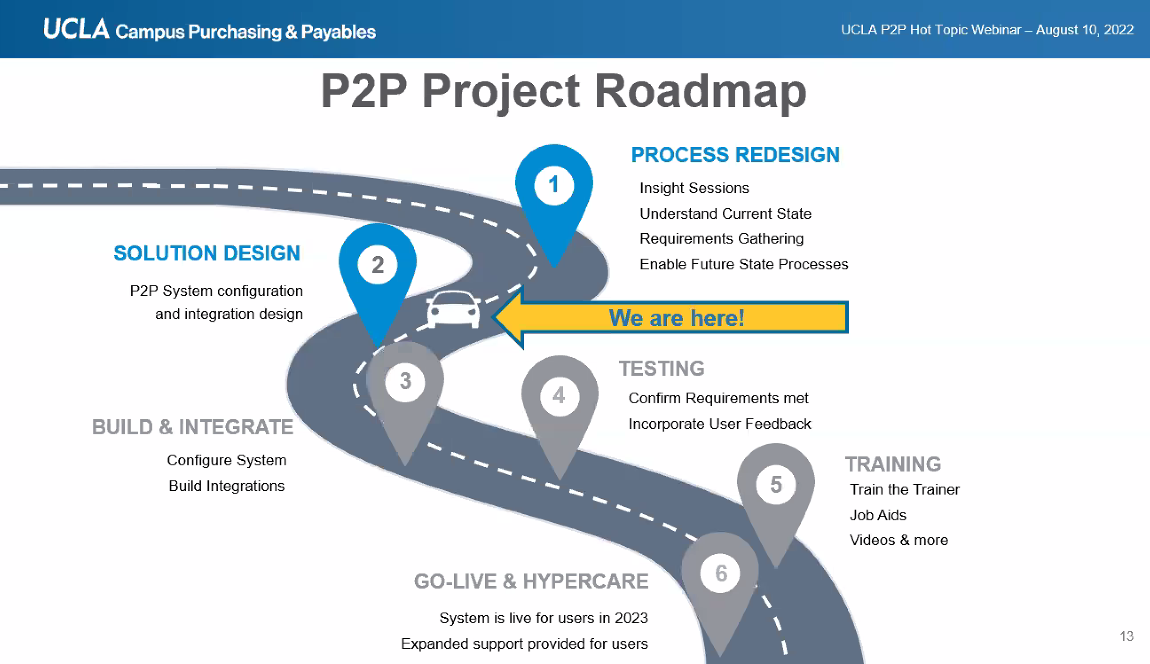 UCLA Campus Purchasing & Payables
UCLA P2P Hot Topic Webinar – August 10, 2022
P2P Project Roadmap
1
PROCESS REDESIGN
Insight Sessions
Understand Current State
Requirements Gathering
Enable Future State Processes
2
SOLUTION DESIGN
P2P System configuration
and integration design
We are here!
3
BUILD & INTEGRATE
Configure System
Build Integrations
4
TESTING
Confirm Requirements met
Incorporate User Feedback
5
TRAINING
Train the Trainer
Job Aids
Videos & more
6
GO-LIVE & HYPERCARE
System is live for users in 2023
Expanded support provided for users
13